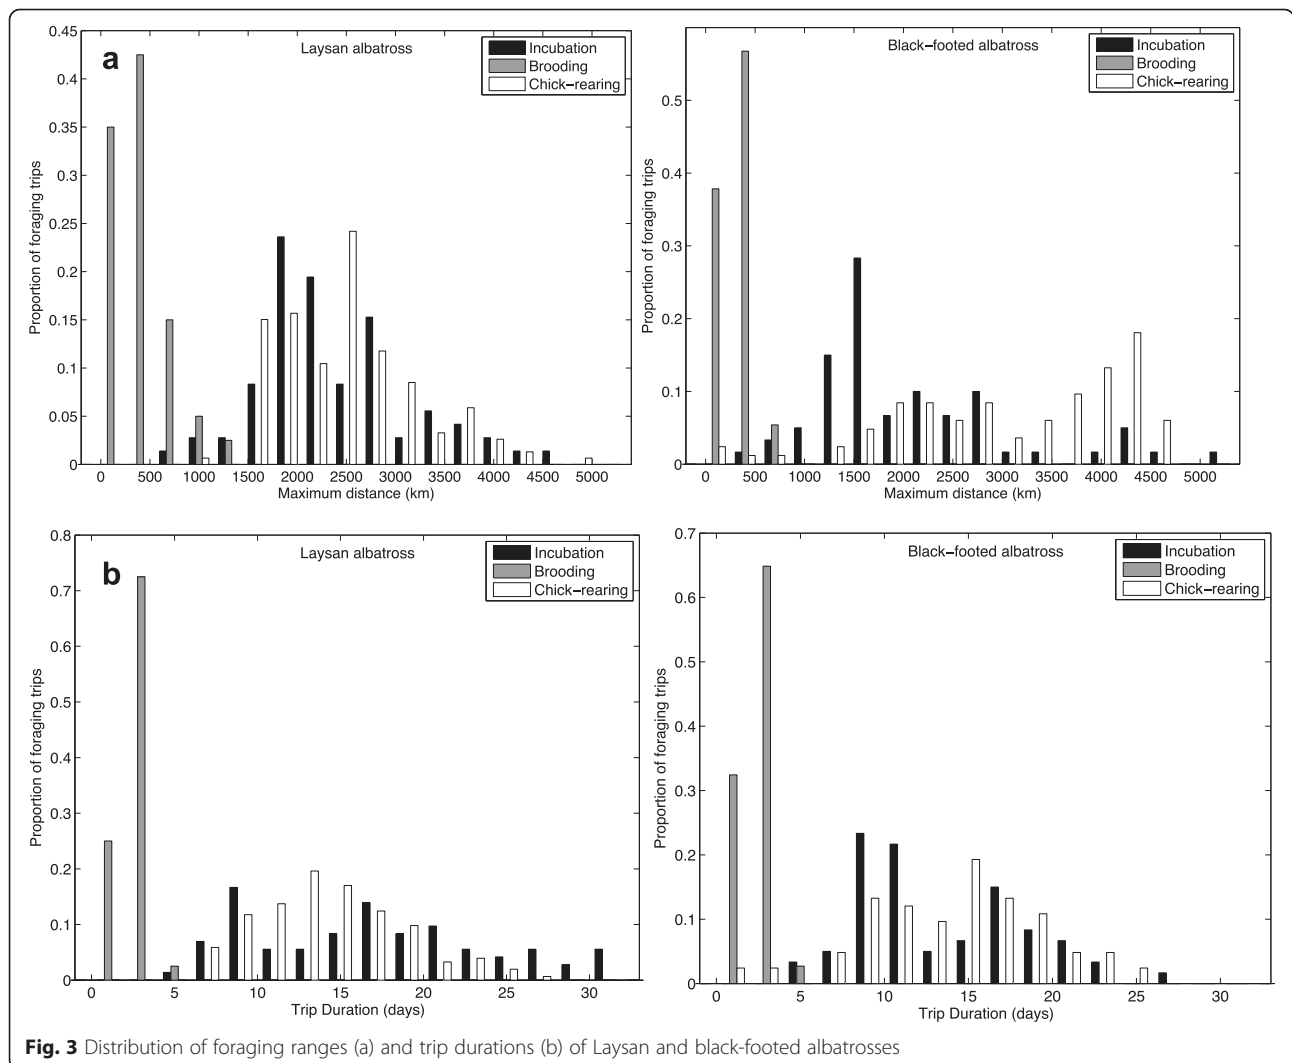 a
Laysan albatross
Incubation
Brooding
Chick–rearing
Proportion of foraging trips
0.45
0.4
0.35
0.3
0.25
0.2
0.15
0.1
0.05
0
0 500 1000 1500 2000 2500 3000 3500 4000 4500 5000
Maximum distance (km)
Black–footed albatross
Incubation
Brooding
Chick–rearing
Proportion of foraging trips
0.5
0.4
0.3
0.2
0.1
0
0 500 1000 1500 2000 2500 3000 3500 4000 4500 5000
Maximum distance (km)
b
Laysan albatross
Incubation
Brooding
Chick–rearing
Proportion of foraging trips
0.8
0.7
0.6
0.5
0.4
0.3
0.2
0.1
0
0 5 10 15 20 25 30
Trip Duration (days)
Black–footed albatross
Incubation
Brooding
Chick–rearing
Proportion of foraging trips
0.7
0.6
0.5
0.4
0.3
0.2
0.1
0
0 5 10 15 20 25 30
Trip Duration (days)
Fig. 3 Distribution of foraging ranges (a) and trip durations (b) of Laysan and black-footed albatrosses